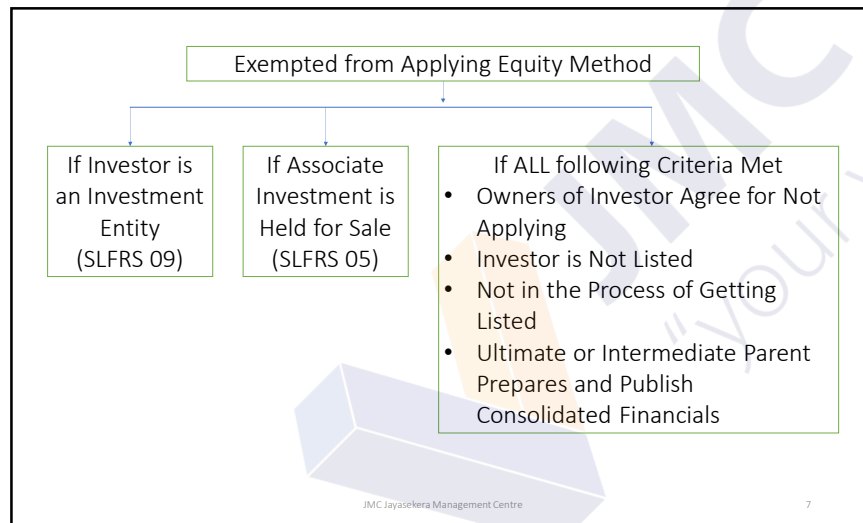 Exempted from Applying Equity Method
If Investor is
an Investment
Entity
(SLFRS 09)
If Associate
Investment is
Held for Sale
(SLFRS 05)
If ALL following Criteria Met
• Owners of Investor Agree for Not
Applying
• Investor is Not Listed
• Not in the Process of Getting
Listed
• Ultimate or Intermediate Parent
Prepares and Publish
Consolidated Financials
JMC
"your
JMC Jayasekera Management Centre
7